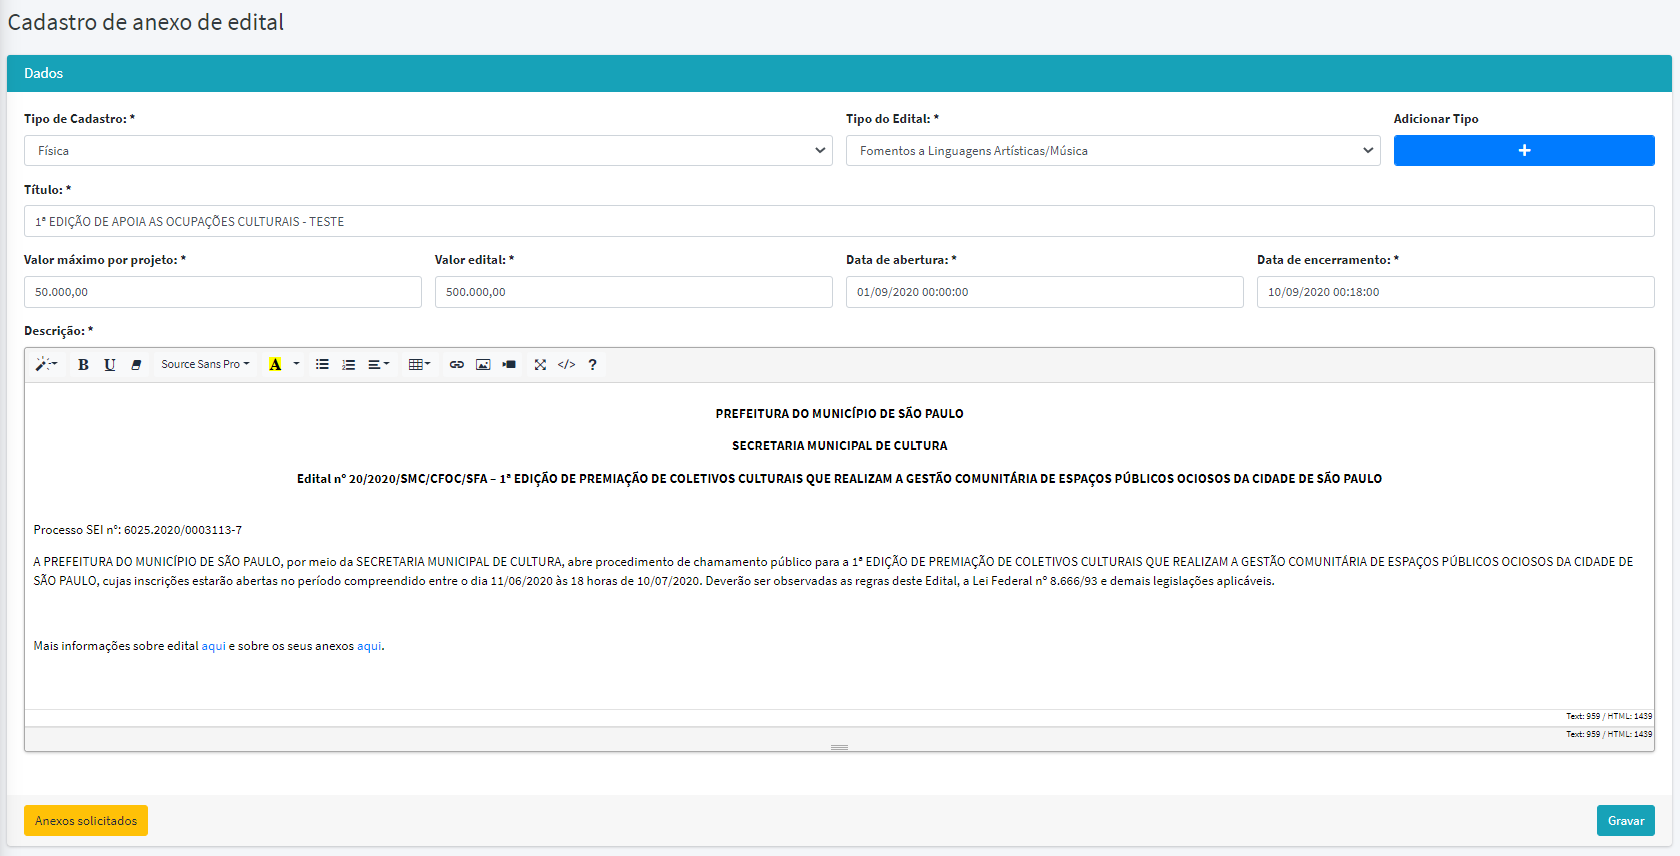 Cadastro de anexo de edital
Dados
Tipo de Cadastro: *
Tipo do Edital: *
Adicionar Tipo
Física
Fomentos a Linguagens Artísticas/Música
+
Título: *
1ª EDIÇÃO DE APOIA AS OCUPAÇÕES CULTURAIS - TESTE
Valor máximo por projeto: *
Valor edital: *
Data de abertura: *
Data de encerramento: *
50.000,00
500.000,00
01/09/2020 00:00:00
10/09/2020 00:18:00
Descrição: *
B U Source Sans Pro A </> ?
PREFEITURA DO MUNICÍPIO DE SÃO PAULO
SECRETARIA MUNICIPAL DE CULTURA
Edital nº 20/2020/SMC/CFOC/SFA – 1ª EDIÇÃO DE PREMIAÇÃO DE COLETIVOS CULTURAIS QUE REALIZAM A GESTÃO COMUNITÁRIA DE ESPAÇOS PÚBLICOS OCIOSOS DA CIDADE DE SÃO PAULO
Processo SEI n°: 6025.2020/0003113-7
A PREFEITURA DO MUNICÍPIO DE SÃO PAULO, por meio da SECRETARIA MUNICIPAL DE CULTURA, abre procedimento de chamamento público para a 1ª EDIÇÃO DE PREMIAÇÃO DE COLETIVOS CULTURAIS QUE REALIZAM A GESTÃO COMUNITÁRIA DE ESPAÇOS PÚBLICOS OCIOSOS DA CIDADE DE
SÃO PAULO, cujas inscrições estarão abertas no período compreendido entre o dia 11/06/2020 às 18 horas de 10/07/2020. Deverão ser observadas as regras deste Edital, a Lei Federal nº 8.666/93 e demais legislações aplicáveis.
Mais informações sobre edital aqui e sobre os seus anexos aqui.
Text: 959 / HTML: 1439
Text: 959 / HTML: 1439
Anexos solicitados
Gravar